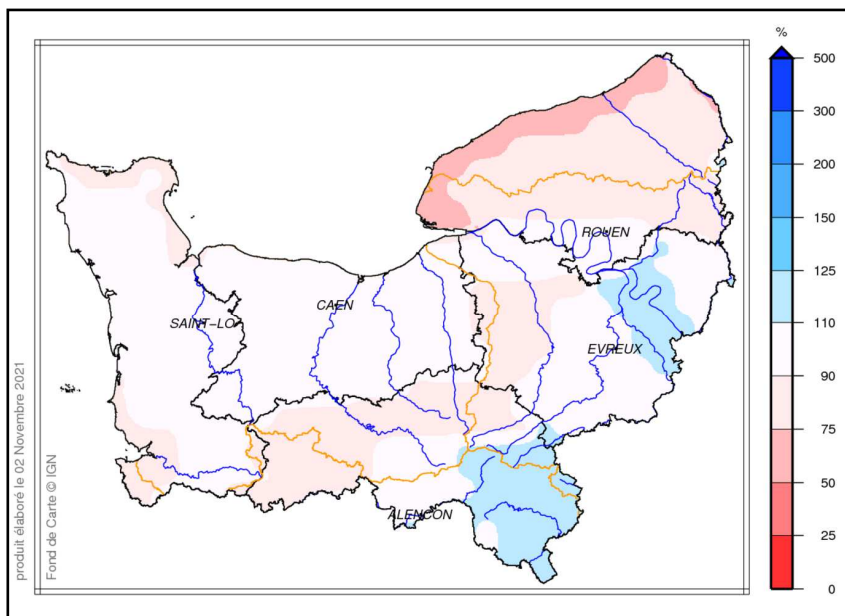 %
500
300
200
150
125
110
90
75
50
25
0
ROUEN
CAEN
SAINT-LO
EVREUX
ALENCON
produit élaboré le 02 Novembre 2021
Fond de Carte © IGN